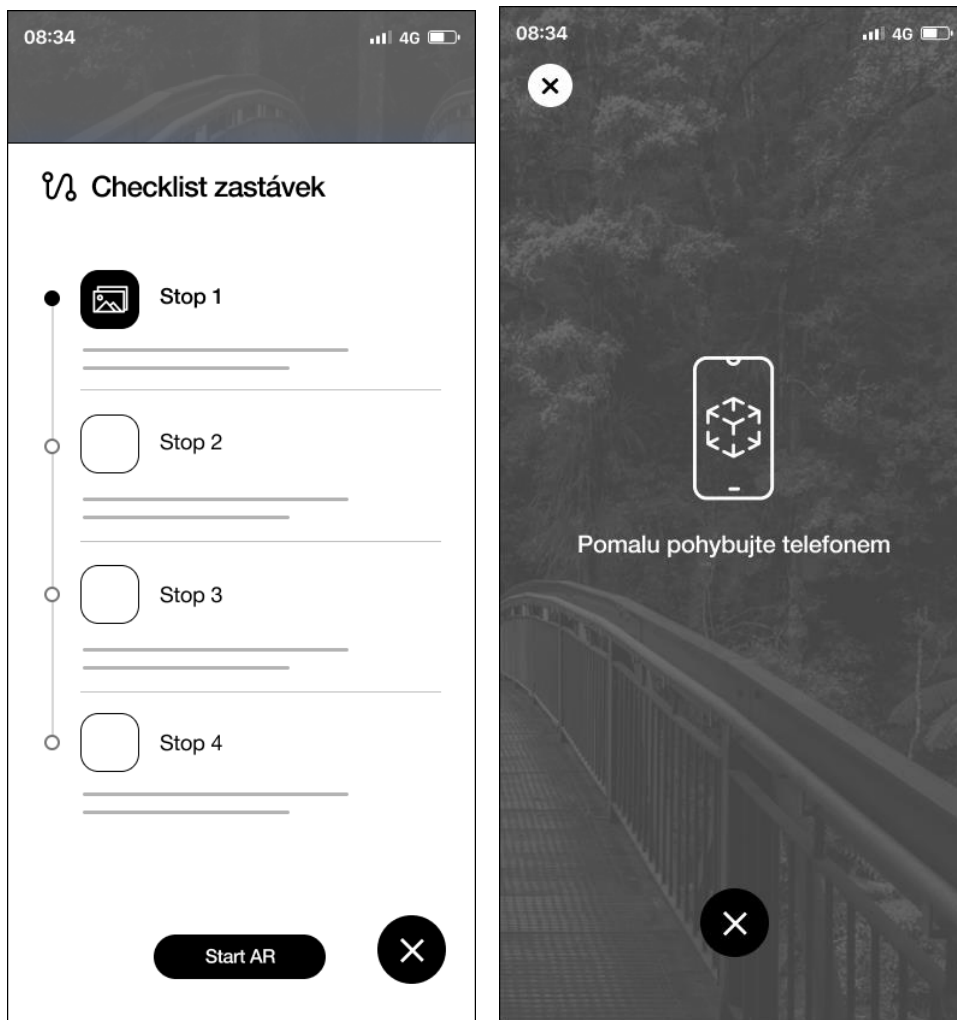 08:34
4G
Checklist zastávek
Stop 1
Stop 2
Stop 3
Stop 4
Start AR
08:34
4G
Pomalu pohybujte telefonem